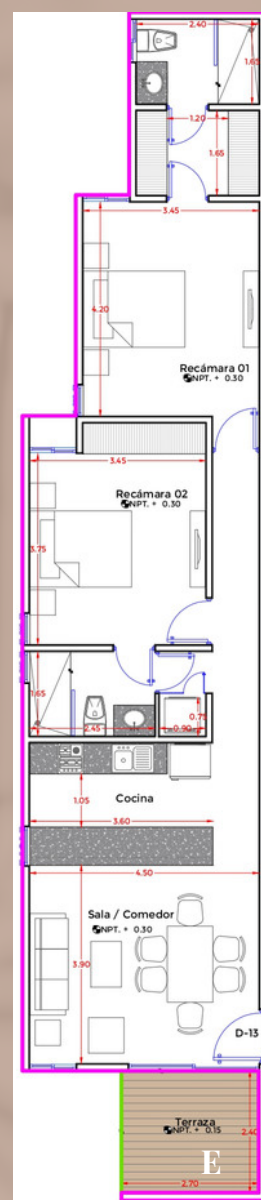 2.40
1.65
1.20
1.65
3.45
4.20
Recámara 01
NPT. + 0.30
3.45
Recámara 02
NPT. + 0.30
3.75
1.65
2.45
0.75
0.90
Cocina
1.05
3.60
4.50
Sala / Comedor
NPT. + 0.30
3.90
D-13
Terraza
NPT. + 0.15
2.40
E
2.70